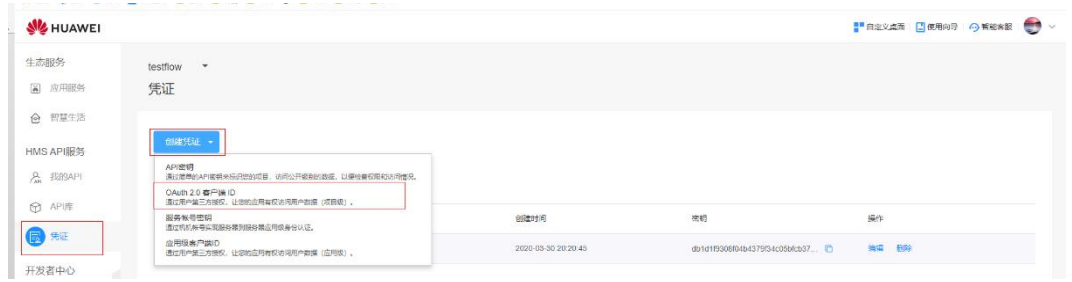 HUAWEI
自定义桌面 使用向导 智能客服
生态服务
应用服务
智慧生活
HMS API服务
我的API
API库
凭证
开发者中心
testflow
凭证
创建凭证
API密钥
通过简单的API密钥来标识您的项目、访问公开级别的数据，以便检查权限和访问情况。
OAuth 2.0 客户端 ID
通过用户第三方授权，让您的应用有权访问用户数据（项目级）。
服务帐号密钥
通过机机帐号实现服务器到服务器应用级身份认证。
应用级客户端ID
通过用户第三方授权，让您的应用有权访问用户数据（应用级）。
创建时间 密钥 操作
2020-03-30 20:20:45 编辑 删除